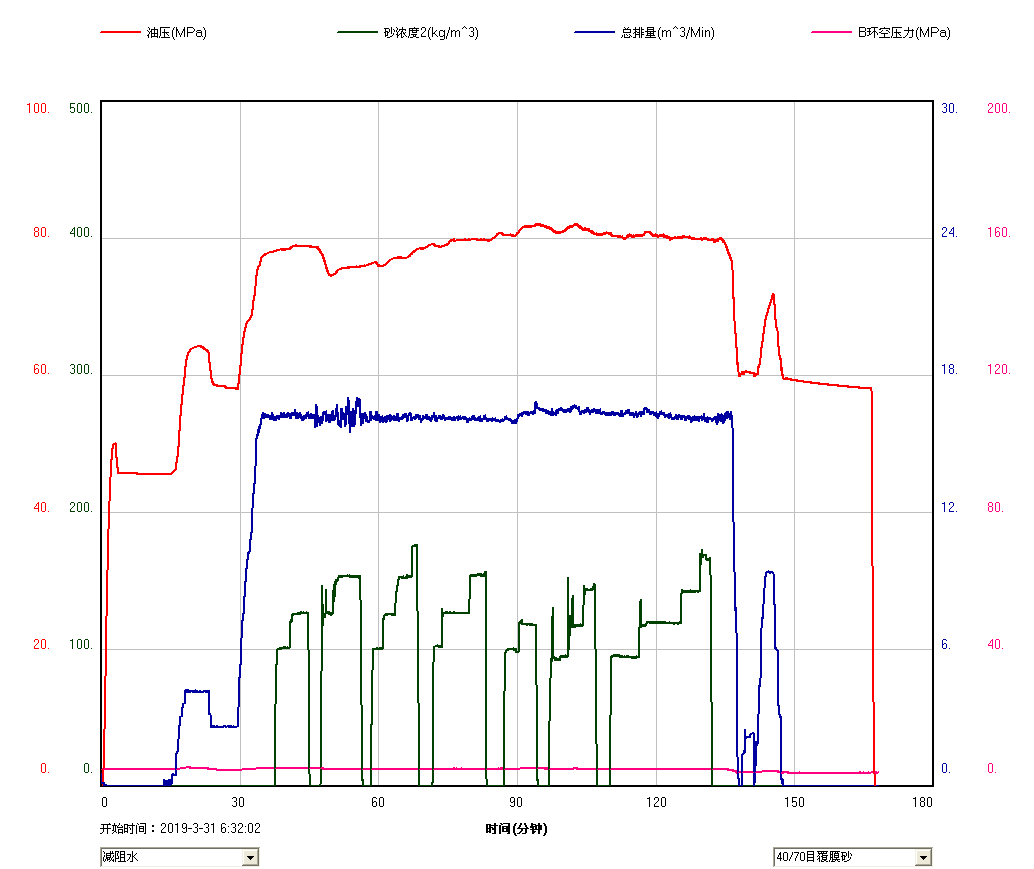 油压(MPa) 砂浓度2(kg/m^3) 总排量(m^3/Min) B环空压力(MPa)
100. 500. 30. 200.
80. 400. 24. 160.
60. 300. 18. 120.
40. 200. 12. 80.
20. 100. 6. 40.
0. 0. 0. 0.
0 30 60 90 120 150 180
开始时间：2019-3-31 6:32:02 时间(分钟)
减阻水 40/70目覆膜砂